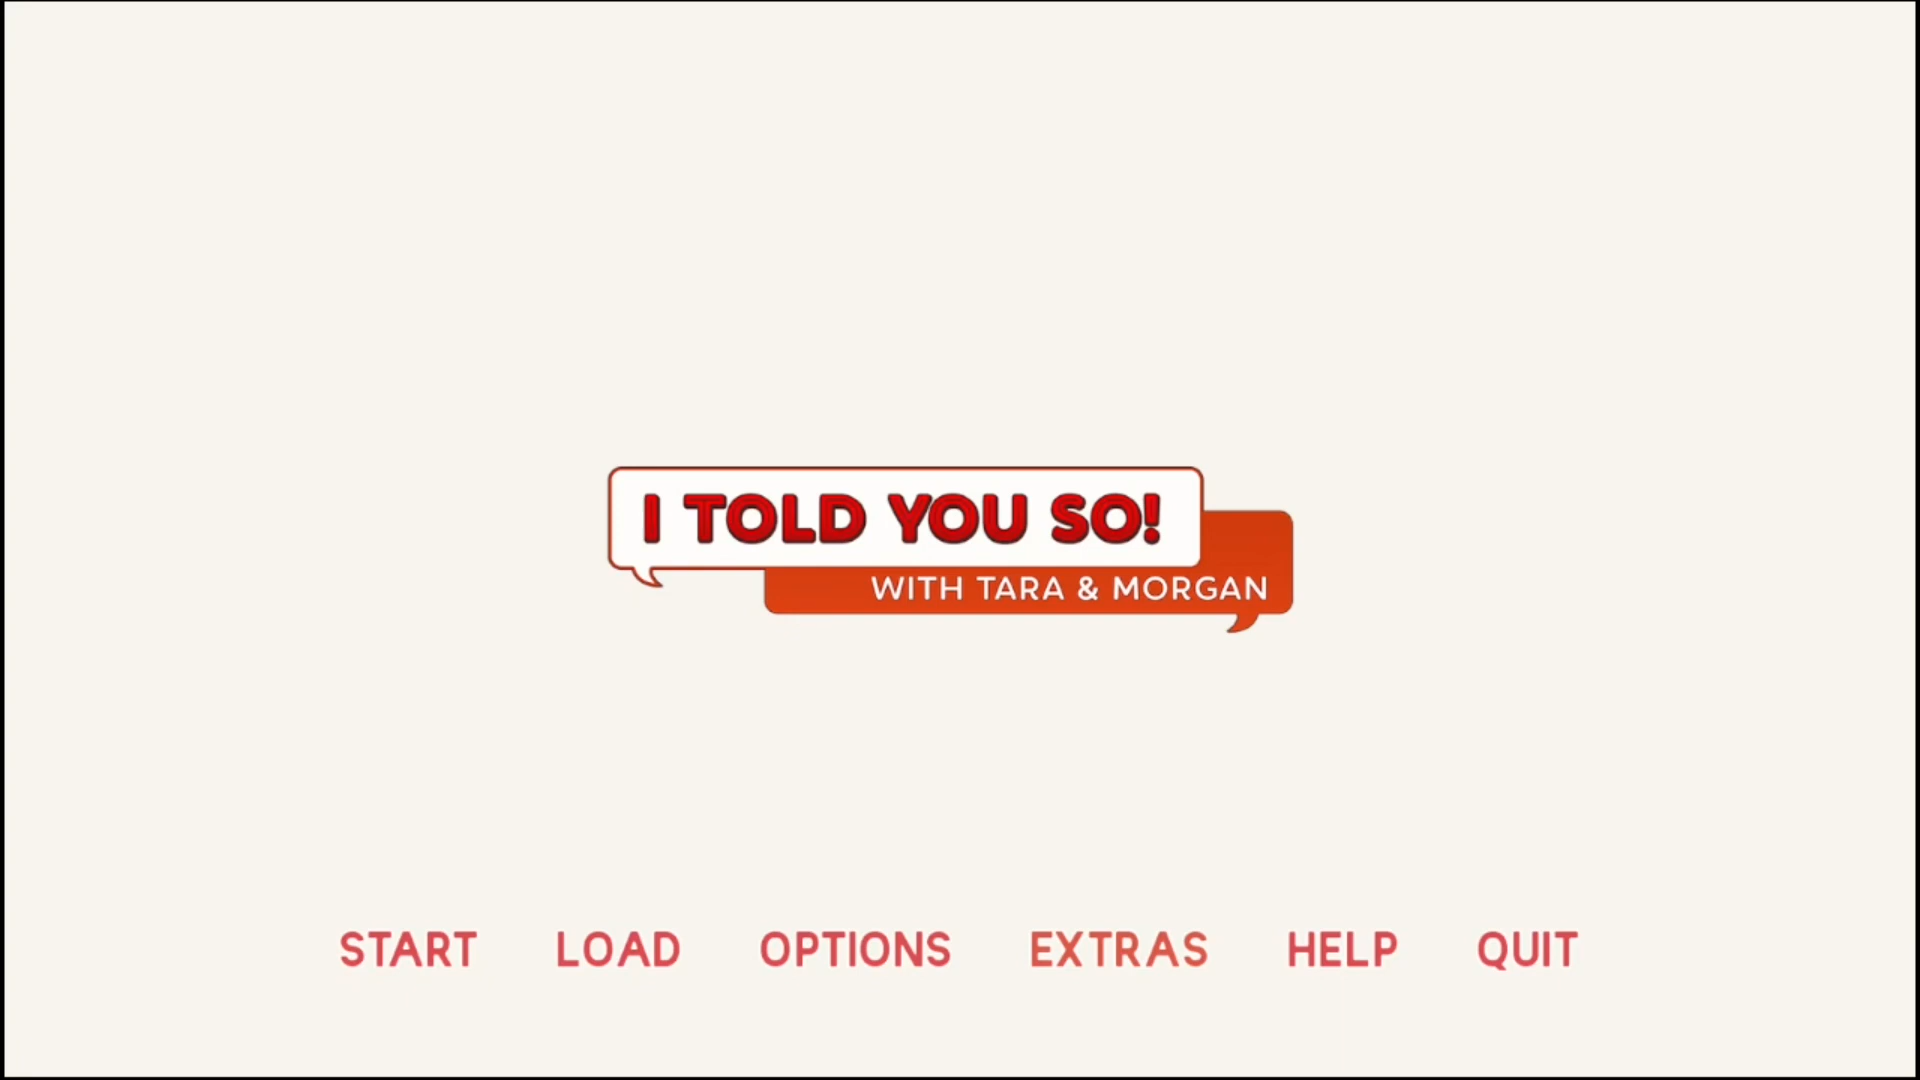 I TOLD YOU SO!
WITH TARA & MORGAN
START LOAD OPTIONS EXTRAS HELP QUIT